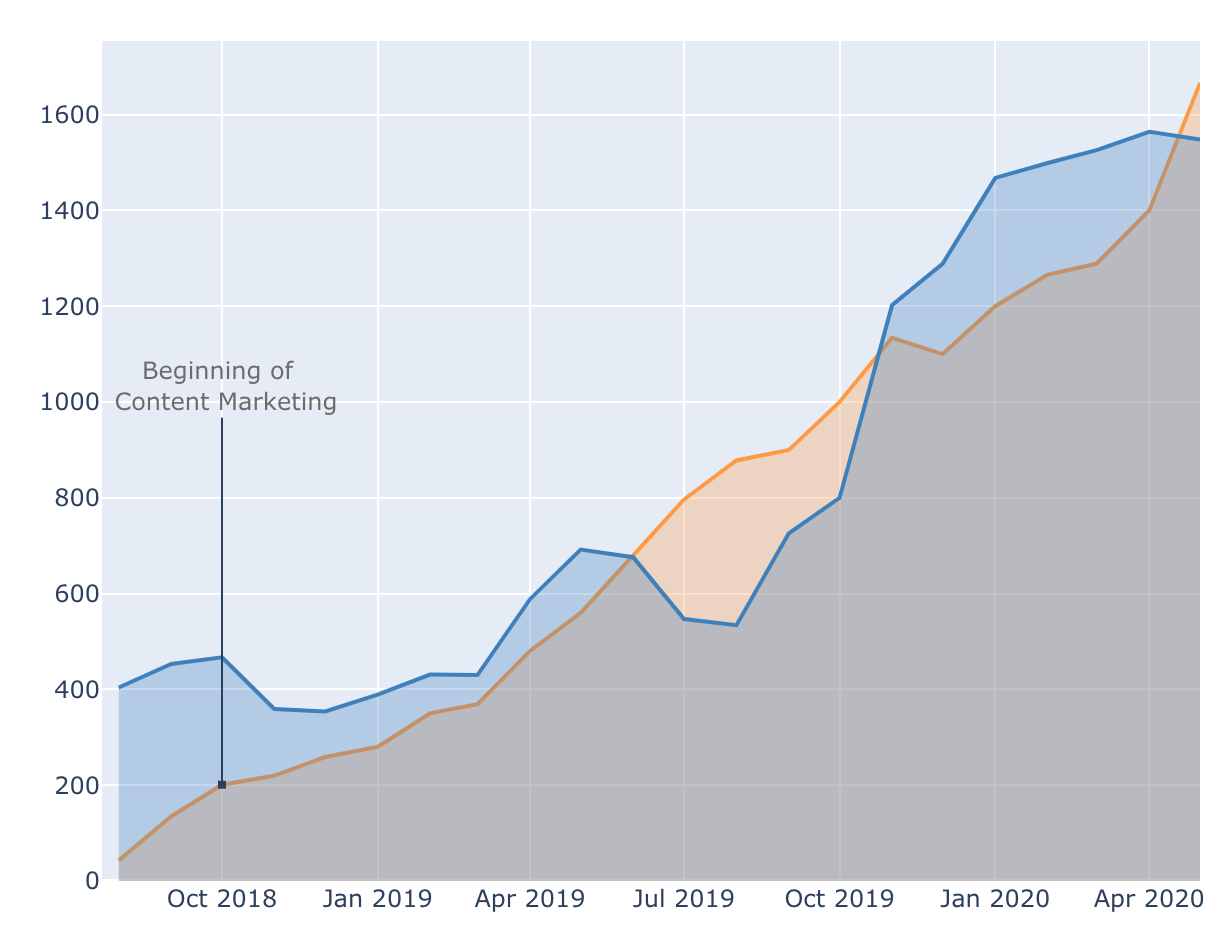 1600
1400
1200
Beginning of
Content Marketing
1000
800
600
400
200
0
Oct 2018
Jan 2019
Apr 2019
Jul 2019
Oct 2019
Jan 2020
Apr 2020